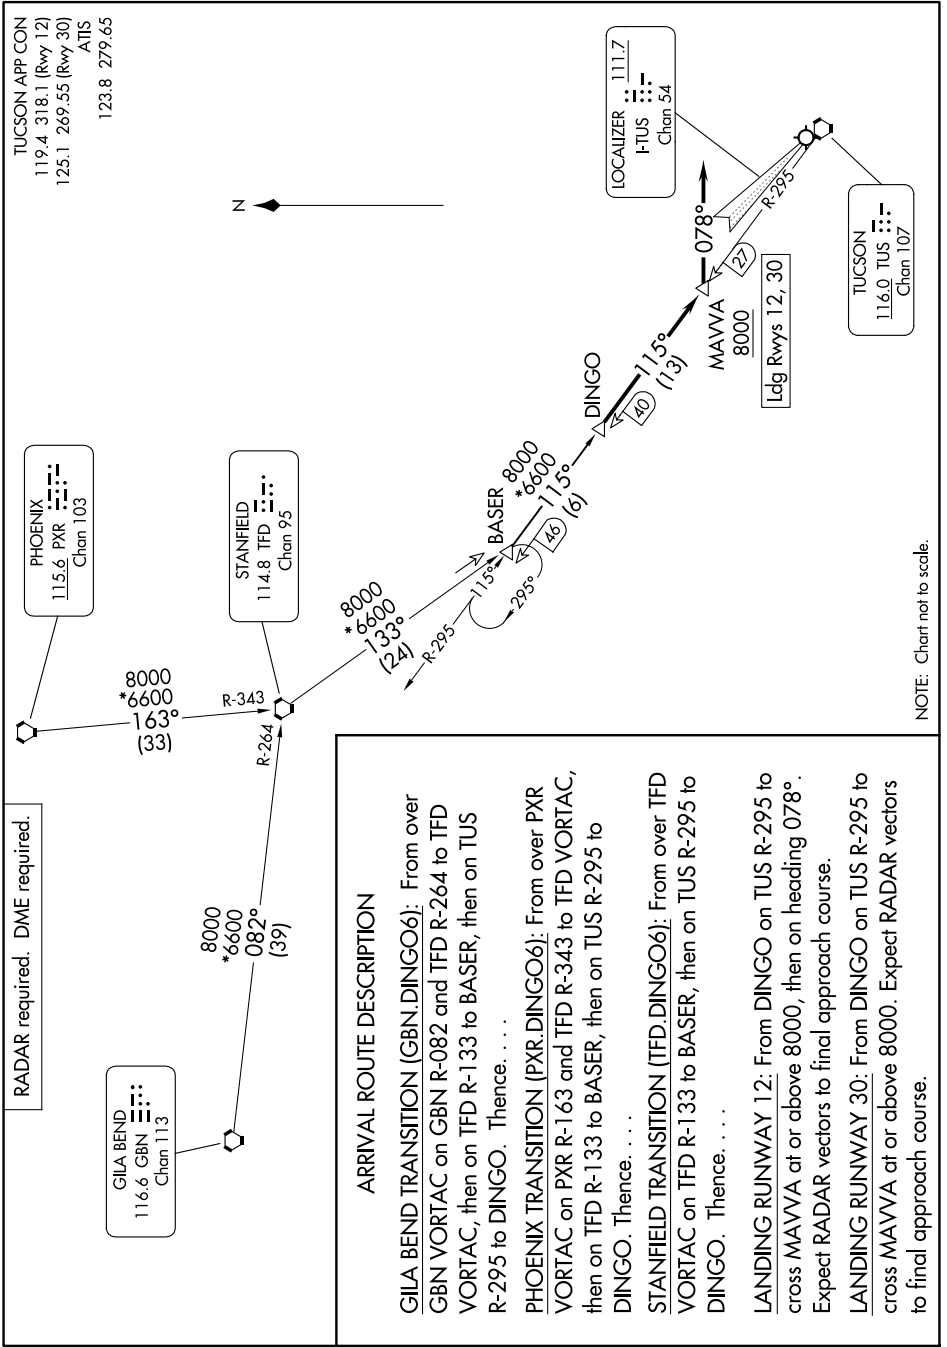 RADAR required.  DME required.
TUCSON APP CON
119.4  318.1 (Rwy 12)
125.1  269.55 (Rwy 30)
ATIS
123.8  279.65
PHOENIX
115.6  PXR
Chan 103
GILA BEND
116.6  GBN
Chan 113
STANFIELD
114.8  TFD
Chan 95
LOCALIZER  111.7
I-TUS
Chan 54
TUCSON
116.0  TUS
Chan 107
N
8000
*6600
163°
(33)
R-343
8000
*6600
082°
(39)
R-264
8000
*6600
133°
(24)
R-295
115°
295°
BASER
46
8000
*6600
115°
(6)
DINGO
40
115°
(13)
MAVVA
8000
Ldg Rwys 12, 30
078°
27
R-295
ARRIVAL ROUTE DESCRIPTION
GILA BEND TRANSITION (GBN.DINGO6):  From over
GBN VORTAC on GBN R-082 and TFD R-264 to TFD
VORTAC, then on TFD R-133 to BASER, then on TUS
R-295 to DINGO.  Thence. . . .
PHOENIX TRANSITION (PXR.DINGO6): From over PXR
VORTAC on PXR R-163 and TFD R-343 to TFD VORTAC,
then on TFD R-133 to BASER, then on TUS R-295 to
DINGO. Thence. . . .
STANFIELD TRANSITION (TFD.DINGO6): From over TFD
VORTAC on TFD R-133 to BASER, then on TUS R-295 to
DINGO.  Thence. . . .
LANDING RUNWAY 12: From DINGO on TUS R-295 to
cross MAVVA at or above 8000, then on heading 078°.
Expect RADAR vectors to final approach course.
LANDING RUNWAY 30: From DINGO on TUS R-295 to
cross MAVVA at or above 8000. Expect RADAR vectors
to final approach course.
NOTE:  Chart not to scale.